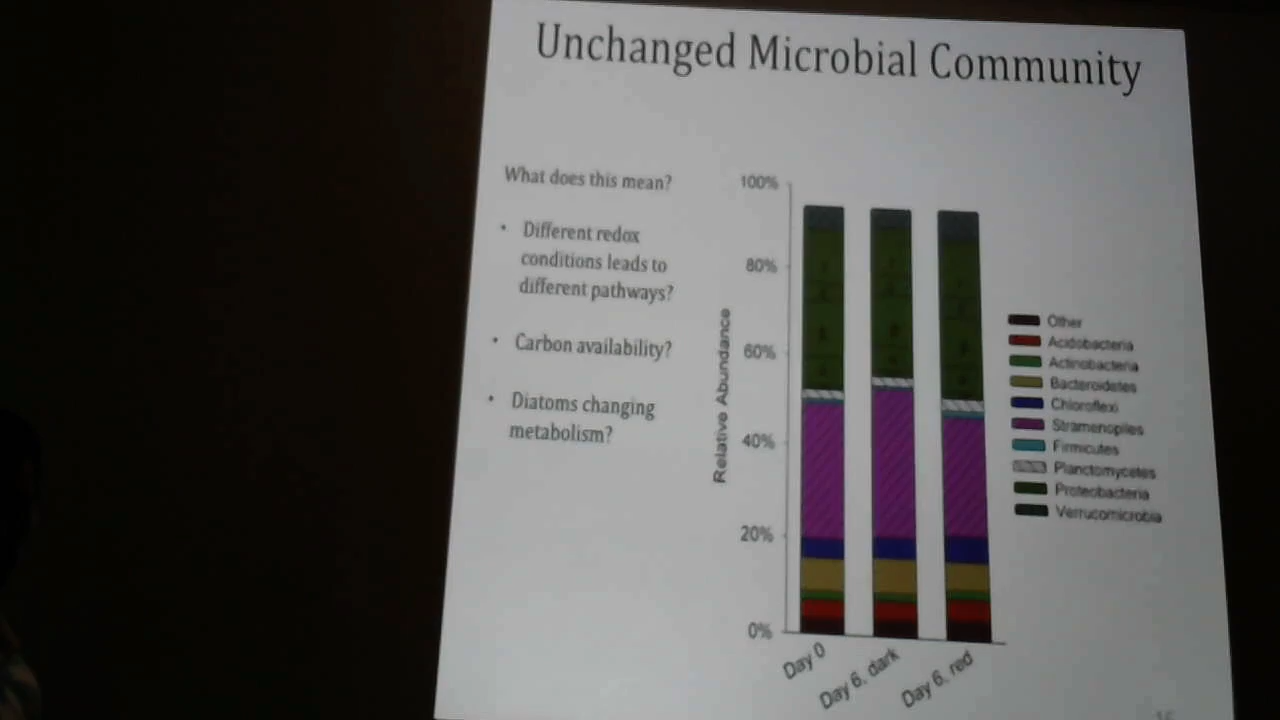 Unchanged Microbial Community
What does this mean?
• Different redox
conditions leads to
different pathways?
• Carbon availability?
• Diatoms changing
metabolism?
Relative Abundance
100%
80%
60%
40%
20%
0%
Day 0
Day 6, dark
Day 6, red
Other
Acidobacteria
Actinobacteria
Bacteroidetes
Chloroflexi
Stramenopiles
Firmicutes
Planctomycetes
Proteobacteria
Verrucomicrobia